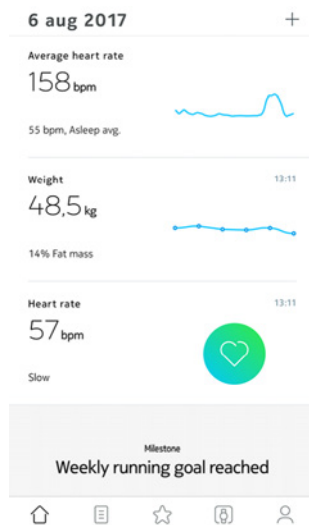 6 aug 2017
Average heart rate
158 bpm
55 bpm, Asleep avg.
Weight
13:11
48,5 kg
14% Fat mass
Heart rate
13:11
57 bpm
Slow
Milestone
Weekly running goal reached